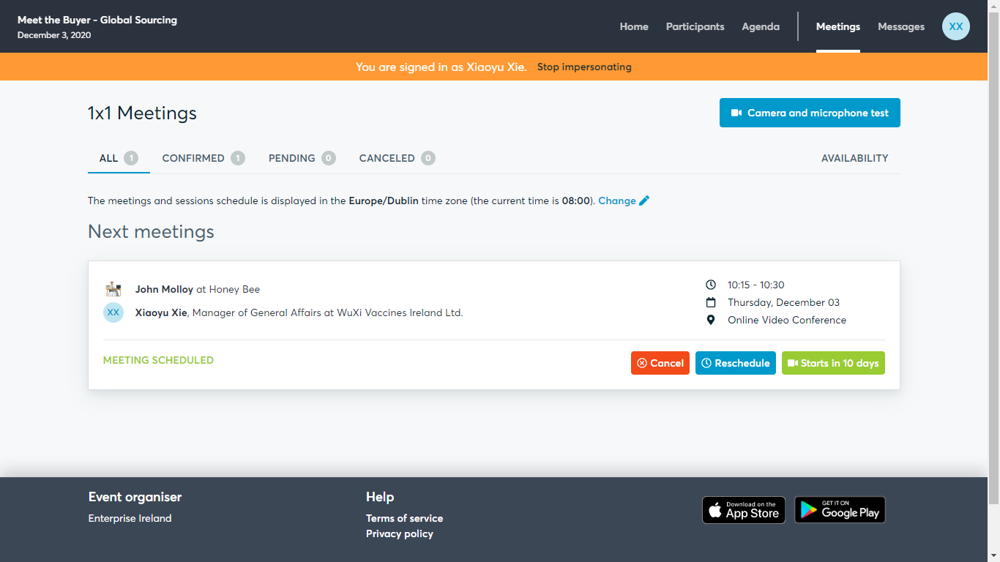 Meet the Buyer - Global Sourcing
December 3, 2020
Home Participants Agenda Meetings Messages XX
You are signed in as Xiaoyu Xie. Stop impersonating
1x1 Meetings
Camera and microphone test
ALL 1 CONFIRMED 1 PENDING 0 CANCELED 0 AVAILABILITY
The meetings and sessions schedule is displayed in the Europe/Dublin time zone (the current time is 08:00). Change
Next meetings
John Molloy at Honey Bee
XX Xiaoyu Xie, Manager of General Affairs at WuXi Vaccines Ireland Ltd.
10:15 - 10:30
Thursday, December 03
Online Video Conference
MEETING SCHEDULED
Cancel Reschedule Starts in 10 days
Event organiser
Enterprise Ireland
Help
Terms of service
Privacy policy
Download on the
App Store
GET IT ON
Google Play